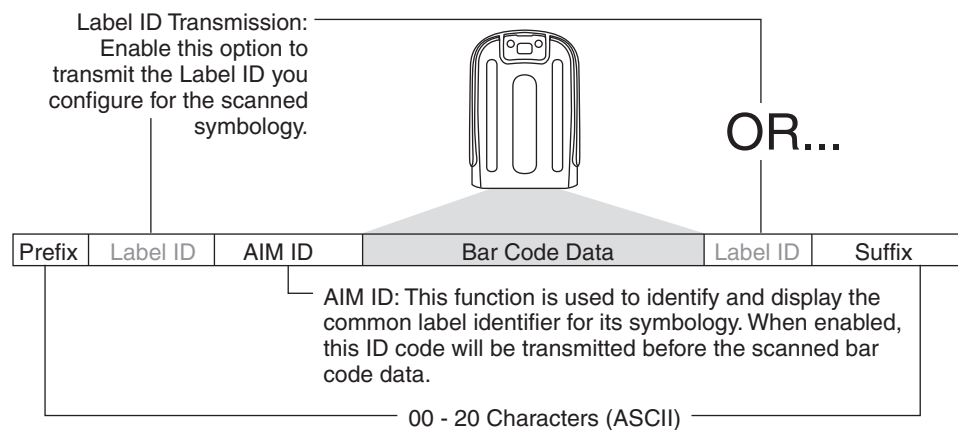 Label ID Transmission:
Enable this option to
transmit the Label ID you
configure for the scanned
symbology.
OR...
Prefix Label ID AIM ID Bar Code Data Label ID Suffix
AIM ID: This function is used to identify and display the
common label identifier for its symbology. When enabled,
this ID code will be transmitted before the scanned bar
code data.
00 - 20 Characters (ASCII)